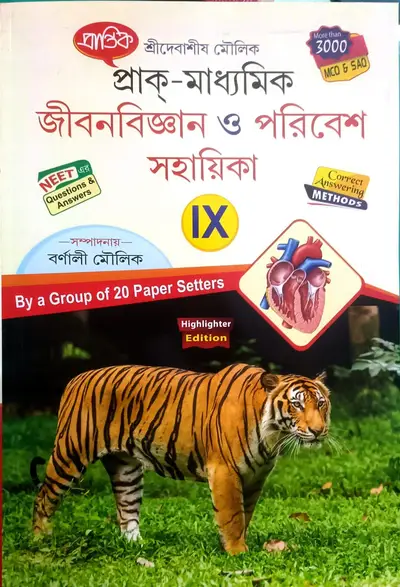 প্রান্তিক
শ্রীদেবাশীষ মৌলিক
More than
3000
MCQ & SAQ
প্রাক্-মাধ্যমিক
জীবনবিজ্ঞান ও পরিবেশ
সহায়িকা
NEET এর
Questions &
Answers
Correct
Answering
METHODS
IX
সম্পাদনায়
বর্ণালী মৌলিক
By a Group of 20 Paper Setters
Highlighter
Edition